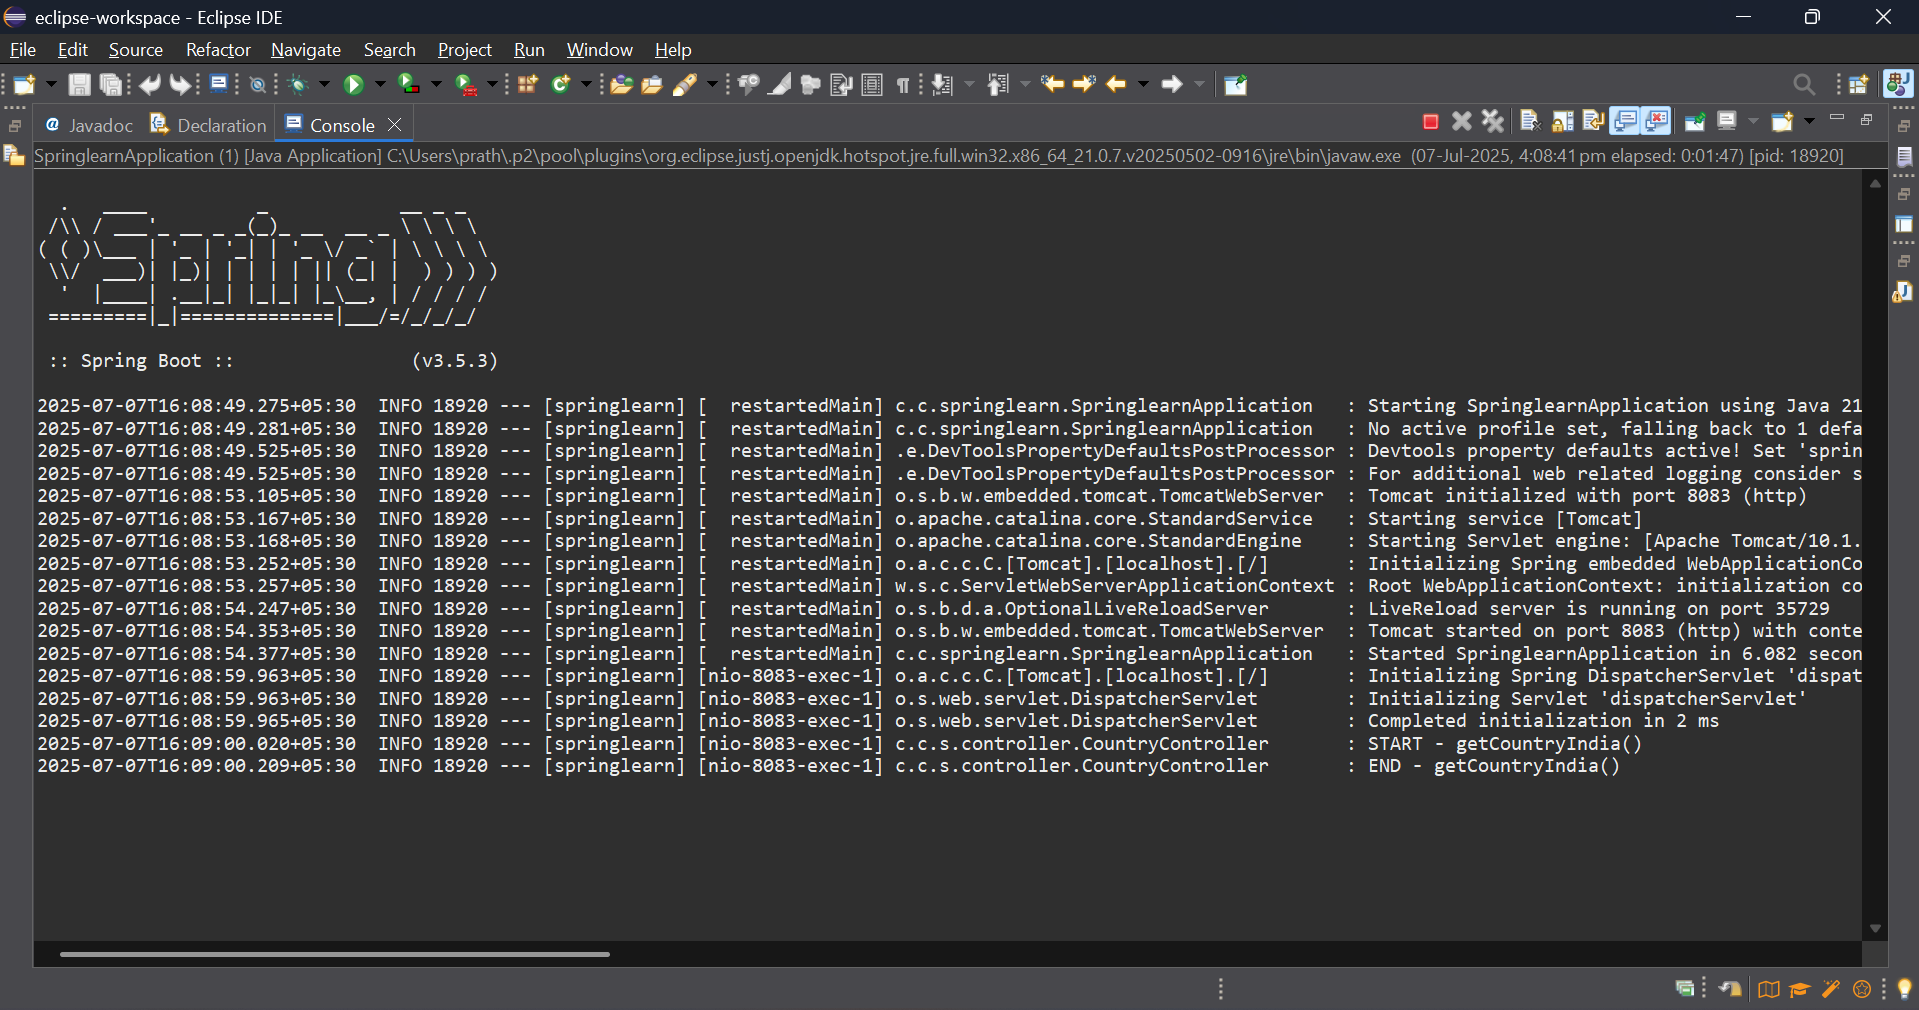 eclipse-workspace - Eclipse IDE
File Edit Source Refactor Navigate Search Project Run Window Help
@ Javadoc Declaration Console
SpringlearnApplication (1) [Java Application] C:\Users\prath\.p2\pool\plugins\org.eclipse.justj.openjdk.hotspot.jre.full.win32.x86_64_21.0.7.v20250502-0916\jre\bin\javaw.exe (07-Jul-2025, 4:08:41 pm elapsed: 0:01:47) [pid: 18920]
  .   ____          _            __ _ _
 /\\ / ___'_ __ _ _(_)_ __  __ _ \ \ \ \
( ( )\___ | '_ | '_| | '_ \/ _` | \ \ \ \
 \\/  ___)| |_)| | | | | || (_| |  ) ) ) )
  '  |____| .__|_| |_|_| |_\__, | / / / /
 =========|_|==============|___/=/_/_/_/
 :: Spring Boot ::                (v3.5.3)
2025-07-07T16:08:49.275+05:30  INFO 18920 --- [springlearn] [  restartedMain] c.c.springlearn.SpringlearnApplication   : Starting SpringlearnApplication using Java 21
2025-07-07T16:08:49.281+05:30  INFO 18920 --- [springlearn] [  restartedMain] c.c.springlearn.SpringlearnApplication   : No active profile set, falling back to 1 defa
2025-07-07T16:08:49.525+05:30  INFO 18920 --- [springlearn] [  restartedMain] .e.DevToolsPropertyDefaultsPostProcessor : Devtools property defaults active! Set 'sprin
2025-07-07T16:08:49.525+05:30  INFO 18920 --- [springlearn] [  restartedMain] .e.DevToolsPropertyDefaultsPostProcessor : For additional web related logging consider s
2025-07-07T16:08:53.105+05:30  INFO 18920 --- [springlearn] [  restartedMain] o.s.b.w.embedded.tomcat.TomcatWebServer  : Tomcat initialized with port 8083 (http)
2025-07-07T16:08:53.167+05:30  INFO 18920 --- [springlearn] [  restartedMain] o.apache.catalina.core.StandardService   : Starting service [Tomcat]
2025-07-07T16:08:53.168+05:30  INFO 18920 --- [springlearn] [  restartedMain] o.apache.catalina.core.StandardEngine    : Starting Servlet engine: [Apache Tomcat/10.1.
2025-07-07T16:08:53.252+05:30  INFO 18920 --- [springlearn] [  restartedMain] o.a.c.c.C.[Tomcat].[localhost].[/]       : Initializing Spring embedded WebApplicationCo
2025-07-07T16:08:53.257+05:30  INFO 18920 --- [springlearn] [  restartedMain] w.s.c.ServletWebServerApplicationContext : Root WebApplicationContext: initialization co
2025-07-07T16:08:54.247+05:30  INFO 18920 --- [springlearn] [  restartedMain] o.s.b.d.a.OptionalLiveReloadServer       : LiveReload server is running on port 35729
2025-07-07T16:08:54.353+05:30  INFO 18920 --- [springlearn] [  restartedMain] o.s.b.w.embedded.tomcat.TomcatWebServer  : Tomcat started on port 8083 (http) with conte
2025-07-07T16:08:54.377+05:30  INFO 18920 --- [springlearn] [  restartedMain] c.c.springlearn.SpringlearnApplication   : Started SpringlearnApplication in 6.082 secon
2025-07-07T16:08:59.963+05:30  INFO 18920 --- [springlearn] [nio-8083-exec-1] o.a.c.c.C.[Tomcat].[localhost].[/]       : Initializing Spring DispatcherServlet 'dispat
2025-07-07T16:08:59.963+05:30  INFO 18920 --- [springlearn] [nio-8083-exec-1] o.s.web.servlet.DispatcherServlet        : Initializing Servlet 'dispatcherServlet'
2025-07-07T16:08:59.965+05:30  INFO 18920 --- [springlearn] [nio-8083-exec-1] o.s.web.servlet.DispatcherServlet        : Completed initialization in 2 ms
2025-07-07T16:09:00.020+05:30  INFO 18920 --- [springlearn] [nio-8083-exec-1] c.c.s.controller.CountryController       : START - getCountryIndia()
2025-07-07T16:09:00.209+05:30  INFO 18920 --- [springlearn] [nio-8083-exec-1] c.c.s.controller.CountryController       : END - getCountryIndia()